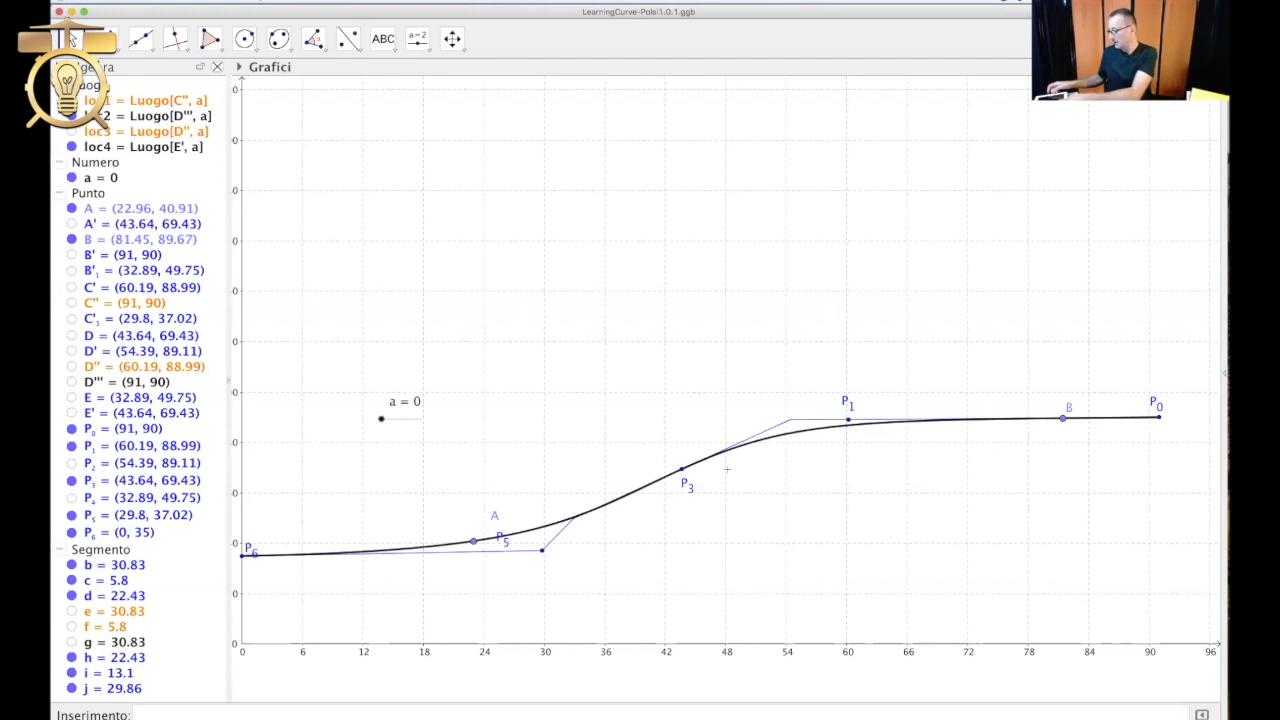 LearningCurve-Polsi1.0.1.ggb
ABC
a=2
Grafici
loc1 = Luogo[C'', a]
loc2 = Luogo[D''', a]
loc3 = Luogo[D'', a]
loc4 = Luogo[E', a]
Numero
a = 0
Punto
A = (22.96, 40.91)
A' = (43.64, 69.43)
B = (81.45, 89.67)
B' = (91, 90)
B'₁ = (32.89, 49.75)
C' = (60.19, 88.99)
C'' = (91, 90)
C'₁ = (29.8, 37.02)
D = (43.64, 69.43)
D' = (54.39, 89.11)
D'' = (60.19, 88.99)
D''' = (91, 90)
E = (32.89, 49.75)
E' = (43.64, 69.43)
P₀ = (91, 90)
P₁ = (60.19, 88.99)
P₂ = (54.39, 89.11)
P₃ = (43.64, 69.43)
P₄ = (32.89, 49.75)
P₅ = (29.8, 37.02)
P₆ = (0, 35)
Segmento
b = 30.83
c = 5.8
d = 22.43
e = 30.83
f = 5.8
g = 30.83
h = 22.43
i = 13.1
j = 29.86
a = 0
P₁
B
P₀
P₃
A
P₅
P₆
0 6 12 18 24 30 36 42 48 54 60 66 72 78 84 90 96
Inserimento: